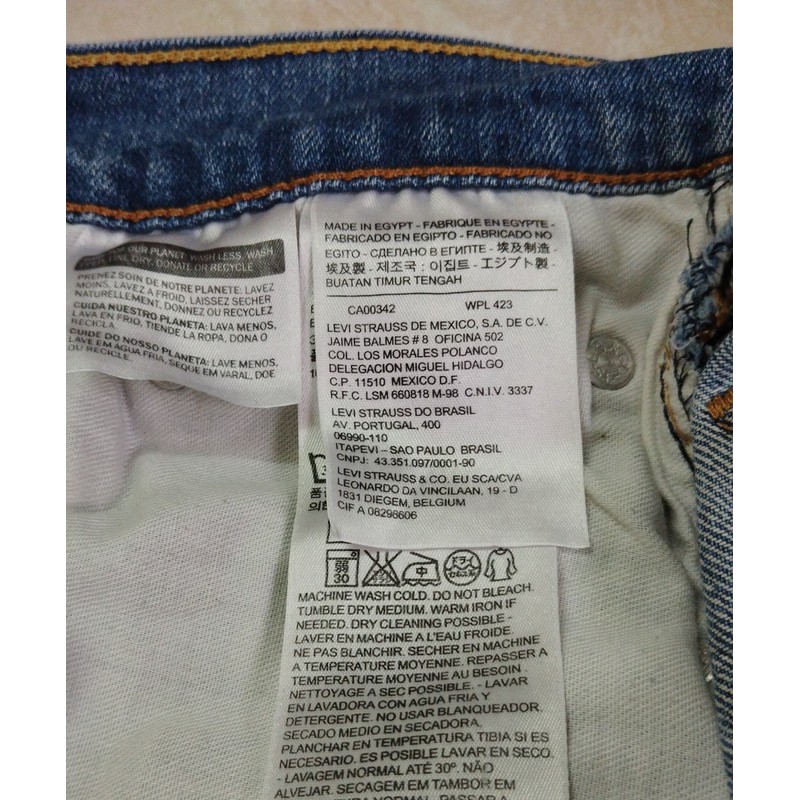 OUR PLANET. WASH LESS, WASH
LINE DRY, DONATE OR RECYCLE
PRENEZ SOIN DE NOTRE PLANETE: LAVEZ
MOINS, LAVEZ A FROID, LAISSEZ SECHER
NATURELLEMENT, DONNEZ OU RECYCLEZ
CUIDA NUESTRO PLANETA: LAVA MENOS,
LAVA EN FRIO, TIENDE LA ROPA, DONA O
RECICLA
CUIDE DO NOSSO PLANETA: LAVE MENOS,
LAVE EM AGUA FRIA, SEQUE EM VARAL, DOE
OU RECICLE.
MADE IN EGYPT - FABRIQUE EN EGYPTE -
FABRICADO EN EGIPTO - FABRICADO NO
EGITO - СДЕЛАНО В ЕГИПТЕ - 埃及制造 -
埃及製 - 제조국 : 이집트 - エジプト製 -
BUATAN TIMUR TENGAH
CA00342 WPL 423
LEVI STRAUSS DE MEXICO, S.A. DE C.V.
JAIME BALMES # 8 OFICINA 502
COL. LOS MORALES POLANCO
DELEGACION MIGUEL HIDALGO
C.P. 11510 MEXICO D.F.
R.F.C. LSM 660818 M-98 C.N.I.V. 3337
LEVI STRAUSS DO BRASIL
AV. PORTUGAL, 400
06990-110
ITAPEVI – SAO PAULO BRASIL
CNPJ: 43.351.097/0001-90
LEVI STRAUSS & CO. EU SCA/CVA
LEONARDO DA VINCILAAN, 19 - D
1831 DIEGEM, BELGIUM
CIF A 08298606
弱 30 中 ドライ
MACHINE WASH COLD. DO NOT BLEACH.
TUMBLE DRY MEDIUM. WARM IRON IF
NEEDED. DRY CLEANING POSSIBLE -
LAVER EN MACHINE A L'EAU FROIDE.
NE PAS BLANCHIR. SECHER EN MACHINE
A TEMPERATURE MOYENNE. REPASSER A
TEMPERATURE MOYENNE AU BESOIN.
NETTOYAGE A SEC POSSIBLE. - LAVAR
EN LAVADORA CON AGUA FRIA Y
DETERGENTE. NO USAR BLANQUEADOR.
SECADO MEDIO EN SECADORA.
PLANCHAR EN TEMPERATURA TIBIA SI ES
NECESARIO. ES POSIBLE LAVAR EN SECO.
- LAVAGEM NORMAL ATÉ 30º. NÃO
ALVEJAR. SECAGEM EM TAMBOR EM